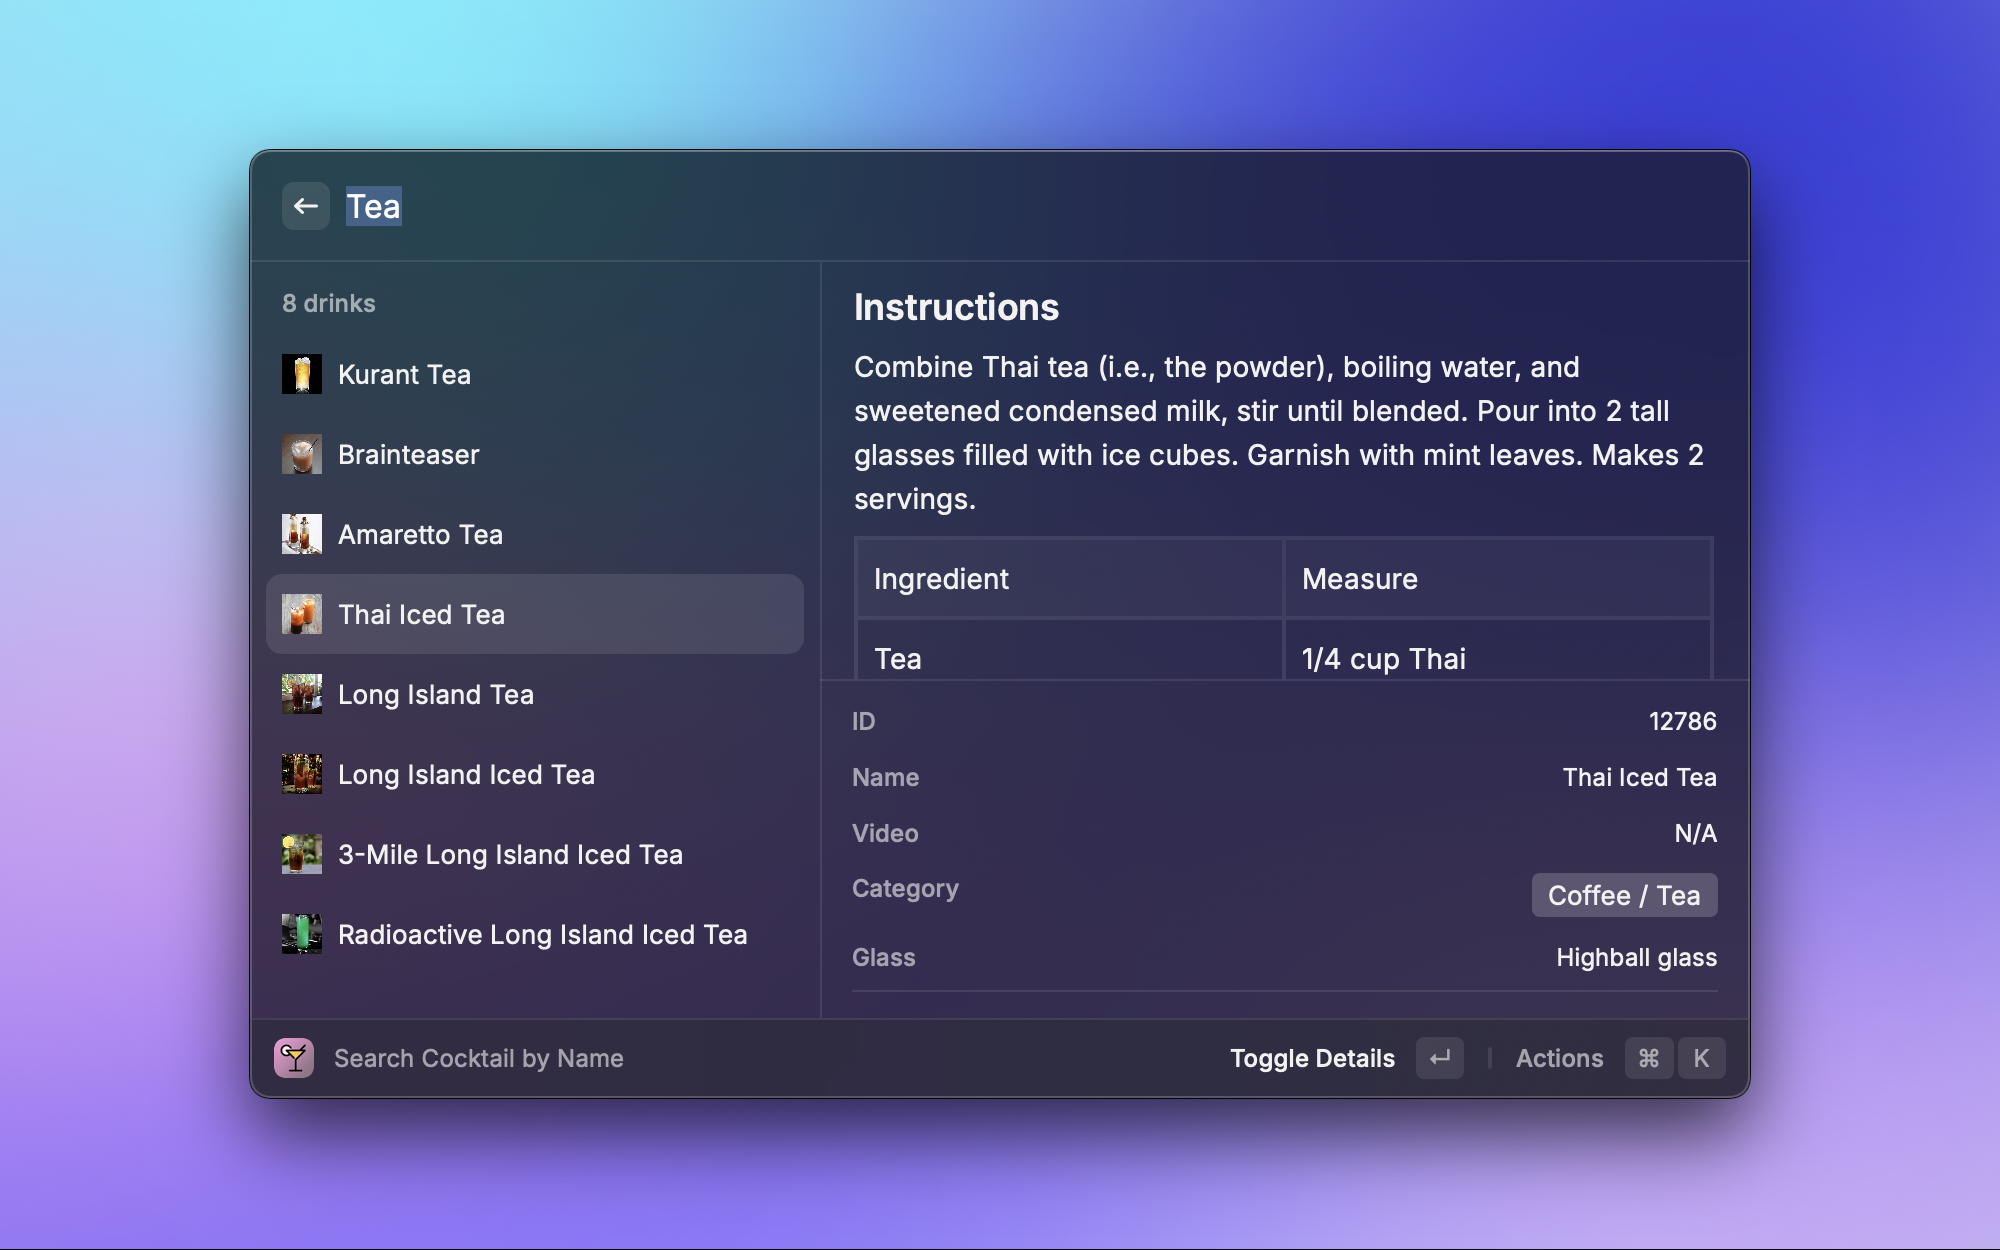 Tea
8 drinks
Kurant Tea
Brainteaser
Amaretto Tea
Thai Iced Tea
Long Island Tea
Long Island Iced Tea
3-Mile Long Island Iced Tea
Radioactive Long Island Iced Tea
Instructions
Combine Thai tea (i.e., the powder), boiling water, and
sweetened condensed milk, stir until blended. Pour into 2 tall
glasses filled with ice cubes. Garnish with mint leaves. Makes 2
servings.
Ingredient Measure
Tea 1/4 cup Thai
ID 12786
Name Thai Iced Tea
Video N/A
Category Coffee / Tea
Glass Highball glass
Search Cocktail by Name Toggle Details ↵ Actions ⌘ K